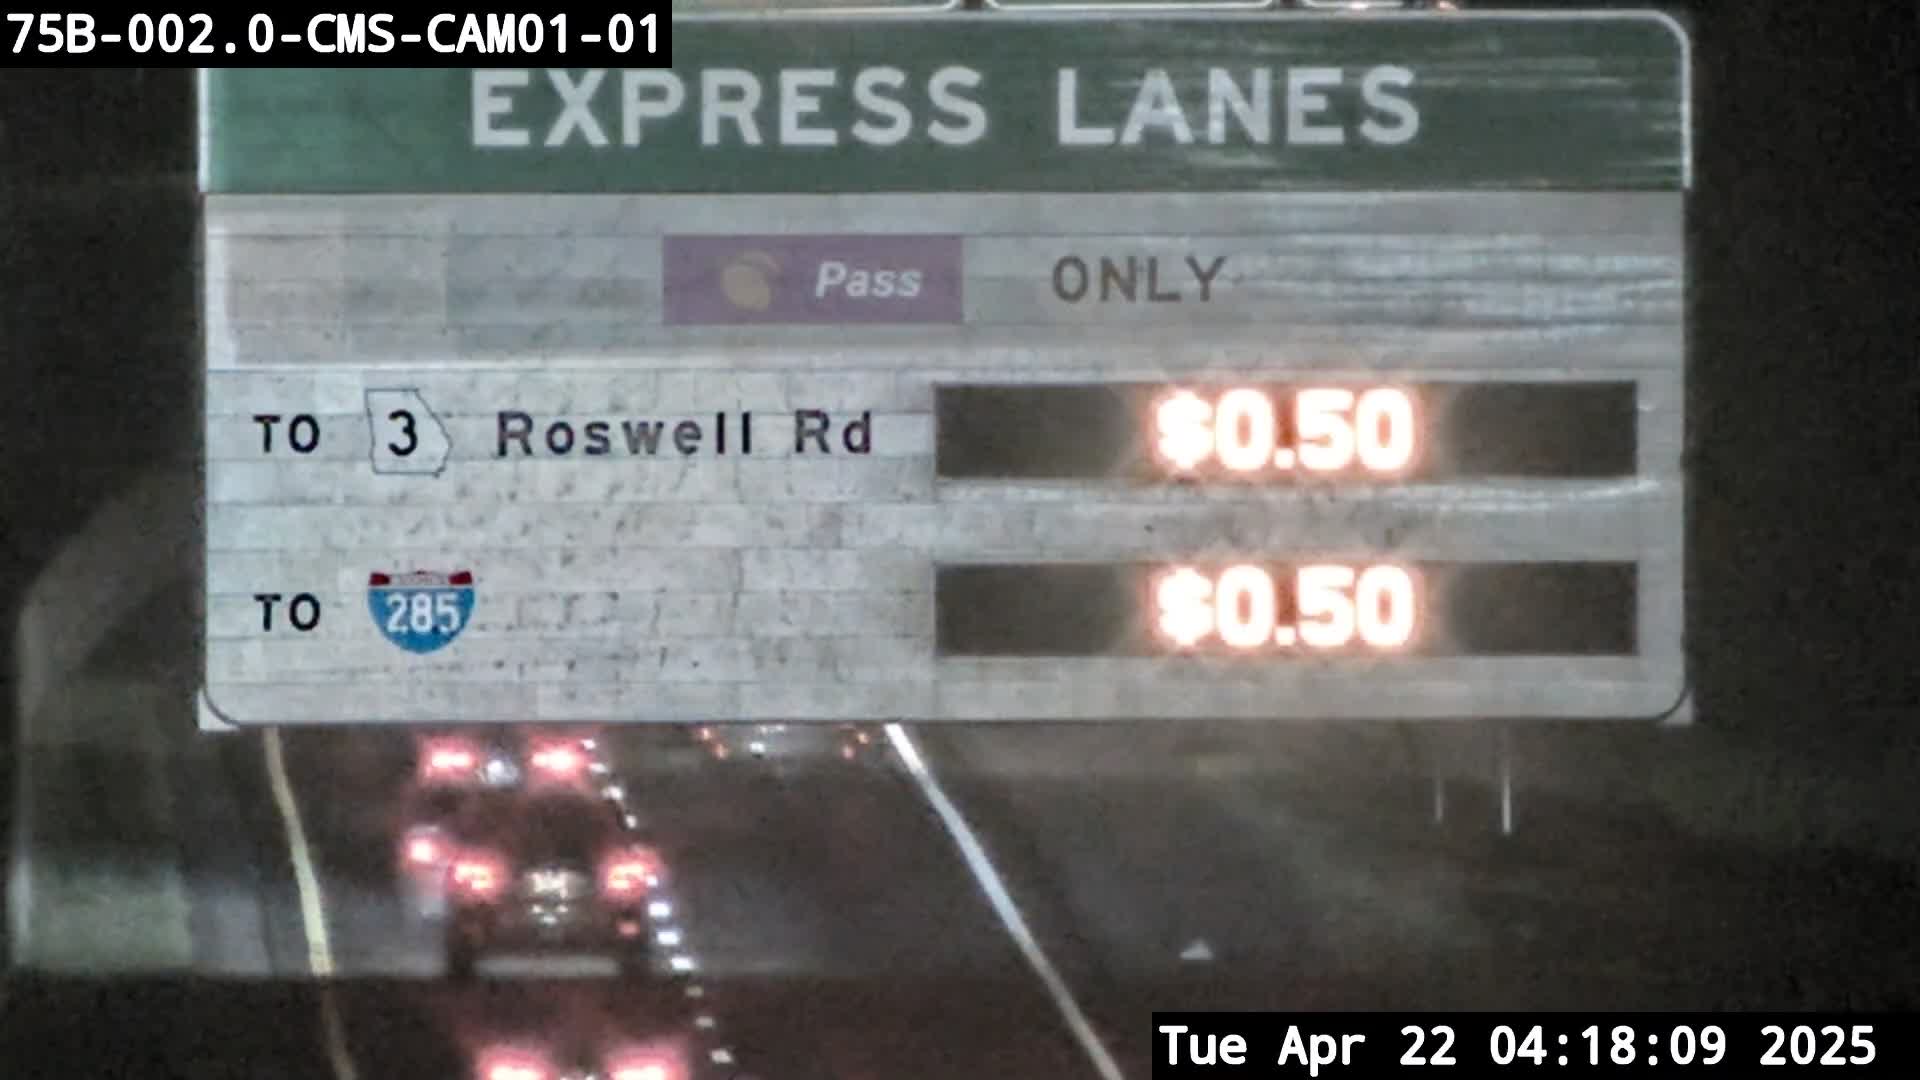 75B-002.0-CMS-CAM01-01
EXPRESS LANES
Pass ONLY
TO 3 Roswell Rd $0.50
TO 285 $0.50
Tue Apr 22 04:18:09 2025